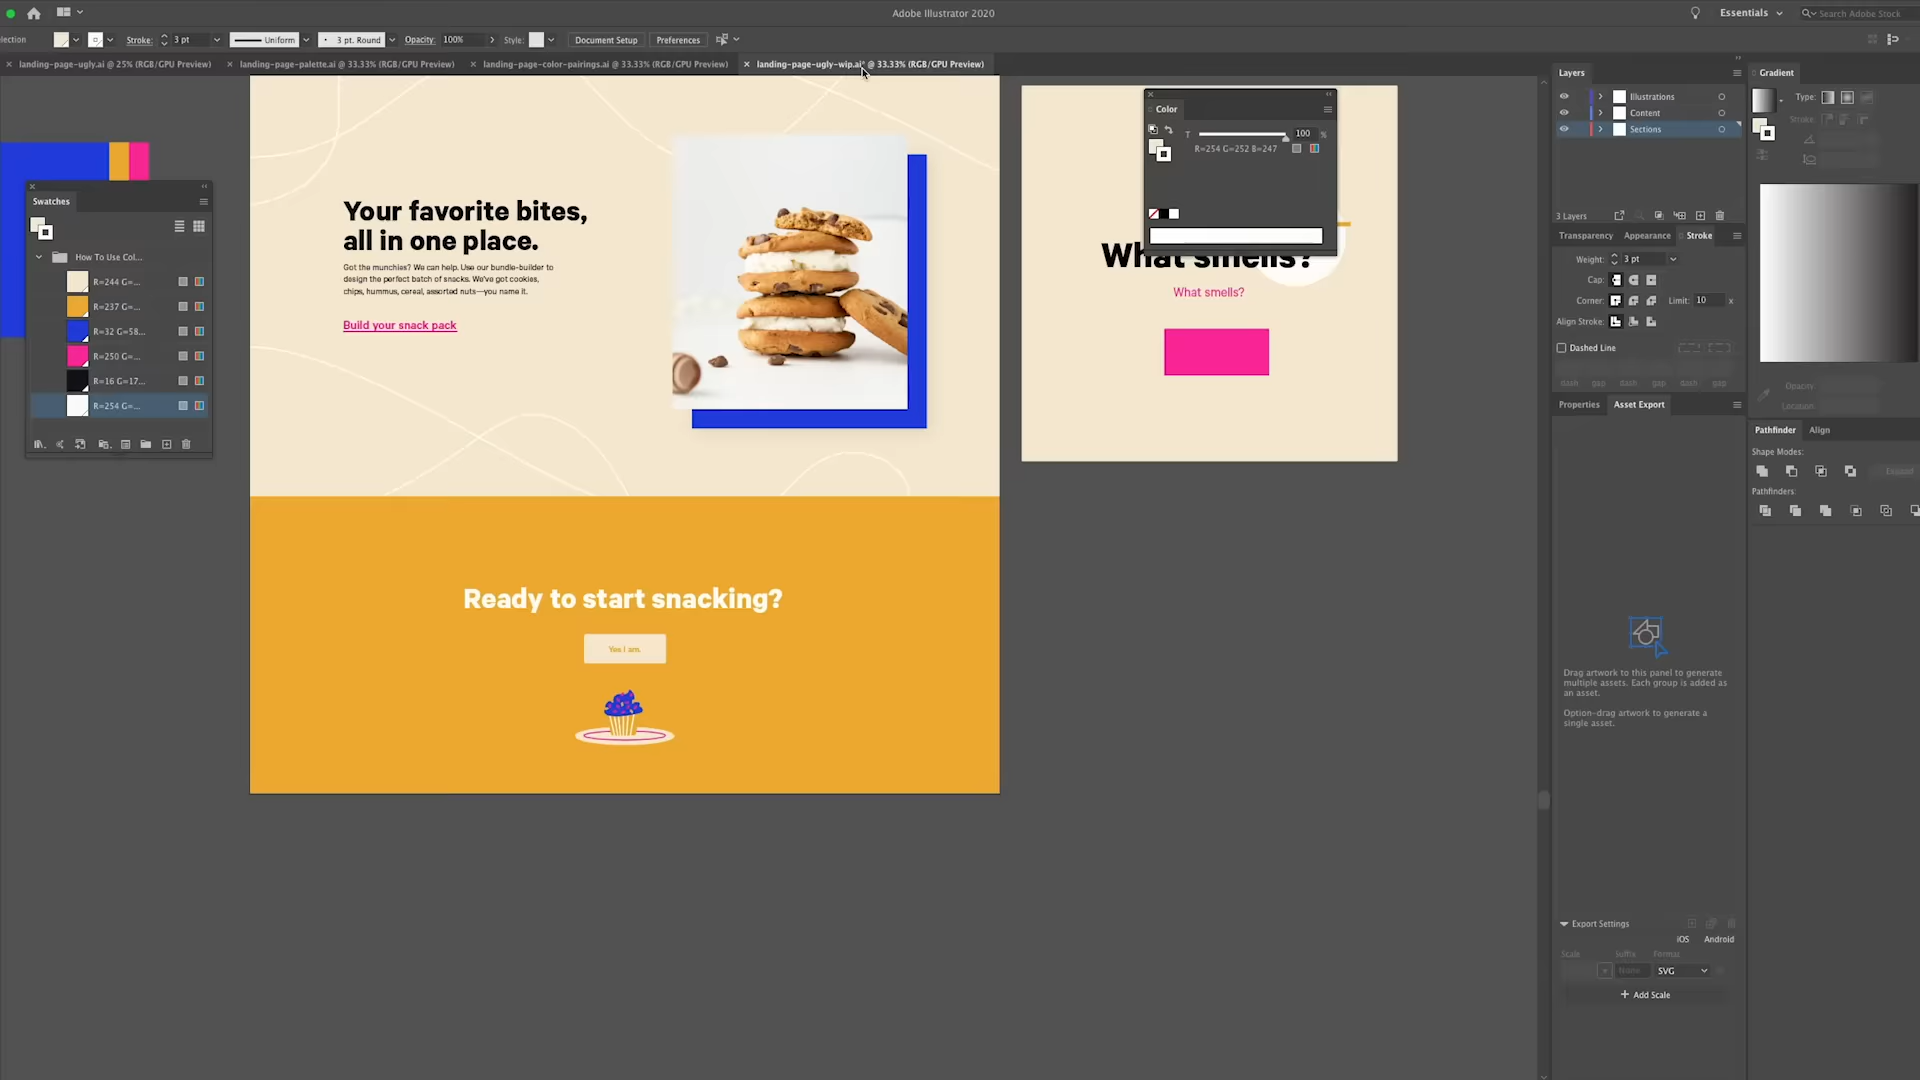 Adobe Illustrator 2020
Essentials
Search Adobe Stock
lection
Stroke:
3 pt
Uniform
3 pt. Round
Opacity:
100%
Style:
Document Setup
Preferences
landing-page-ugly.ai @ 25% (RGB/GPU Preview)
landing-page-palette.ai @ 33.33% (RGB/GPU Preview)
landing-page-color-pairings.ai @ 33.33% (RGB/GPU Preview)
landing-page-ugly-wip.ai* @ 33.33% (RGB/GPU Preview)
Swatches
How To Use Col...
R=244 G=...
R=237 G=...
R=32 G=58...
R=250 G=...
R=16 G=17...
R=254 G=...
Your favorite bites,
all in one place.
Got the munchies? We can help. Use our bundle-builder to
design the perfect batch of snacks. We've got cookies,
chips, hummus, cereal, assorted nuts—you name it.
Build your snack pack
Ready to start snacking?
Yes I am.
Color
T
100
%
R=254 G=252 B=247
What smells?
What smells?
Layers
Illustrations
Content
Sections
3 Layers
Transparency
Appearance
Stroke
Weight:
3 pt
Cap:
Corner:
Limit:
10
x
Align Stroke:
Dashed Line
dash
gap
dash
gap
dash
gap
Properties
Asset Export
Drag artwork to this panel to generate
multiple assets. Each group is added as
an asset.
Option-drag artwork to generate a
single asset.
Export Settings
iOS
Android
Scale
Suffix
Format
None
SVG
+ Add Scale
Gradient
Type:
Stroke:
Opacity:
Location:
Pathfinder
Align
Shape Modes:
Expand
Pathfinders: